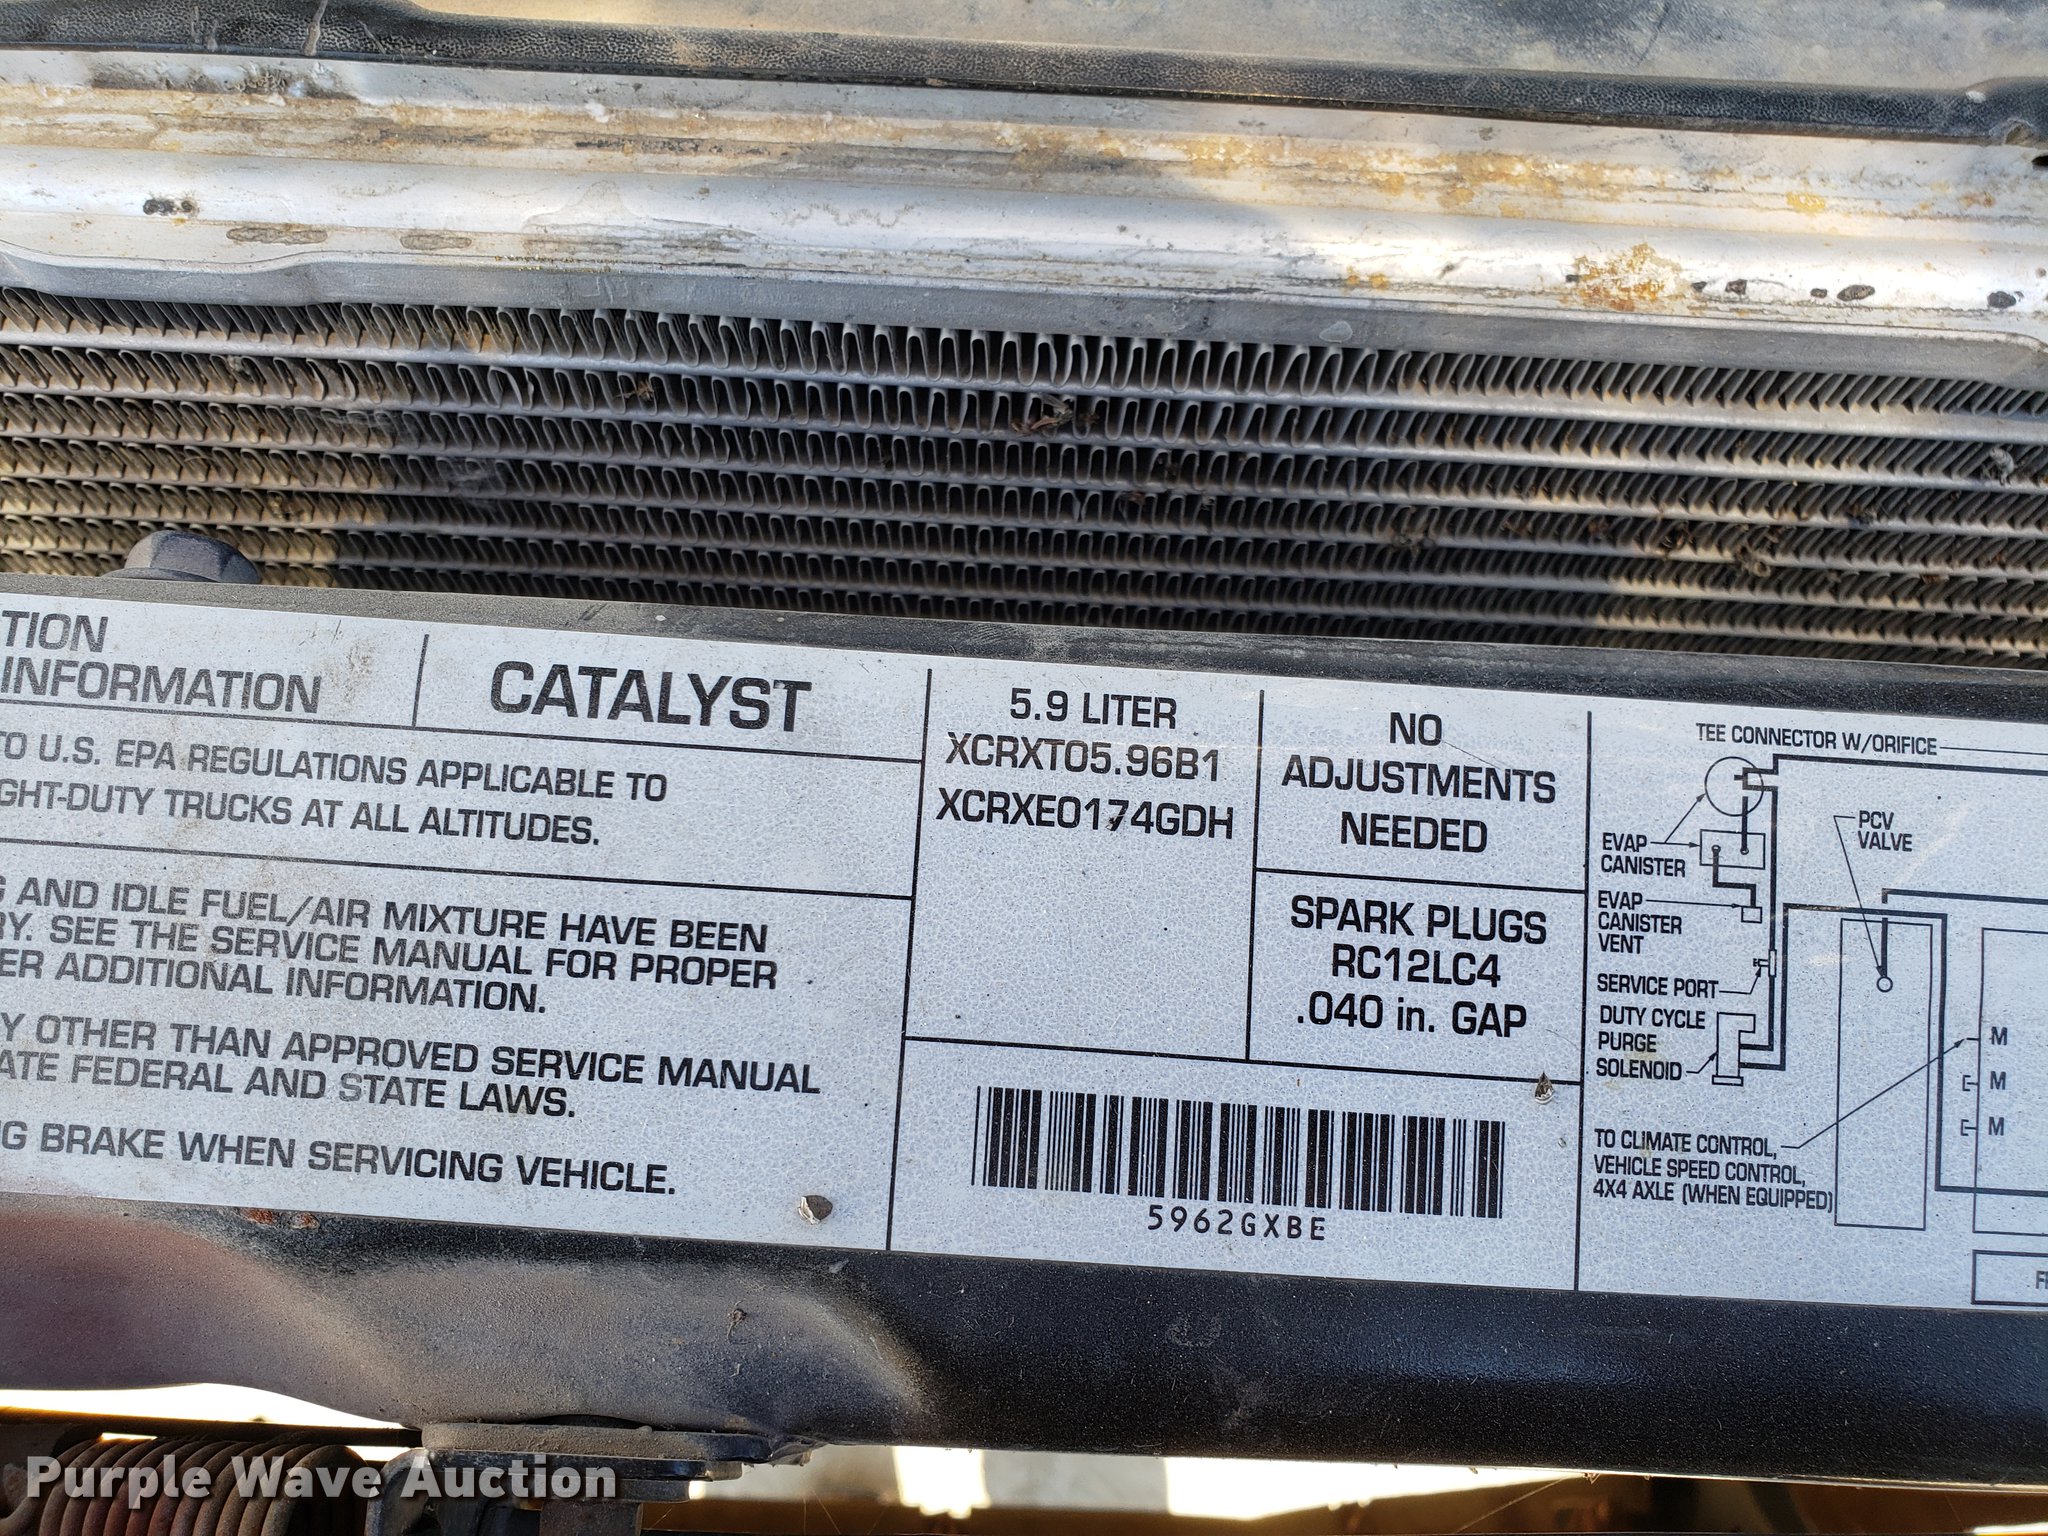 TION
INFORMATION
CATALYST
TO U.S. EPA REGULATIONS APPLICABLE TO
GHT-DUTY TRUCKS AT ALL ALTITUDES.
G AND IDLE FUEL/AIR MIXTURE HAVE BEEN
RY. SEE THE SERVICE MANUAL FOR PROPER
ER ADDITIONAL INFORMATION.
Y OTHER THAN APPROVED SERVICE MANUAL
ATE FEDERAL AND STATE LAWS.
NG BRAKE WHEN SERVICING VEHICLE.
5.9 LITER
XCRXT05.96B1
XCRXE0174GDH
NO
ADJUSTMENTS
NEEDED
SPARK PLUGS
RC12LC4
.040 in. GAP
5962GXBE
TEE CONNECTOR W/ORIFICE
EVAP
CANISTER
EVAP
CANISTER
VENT
SERVICE PORT
DUTY CYCLE
PURGE
SOLENOID
TO CLIMATE CONTROL,
VEHICLE SPEED CONTROL,
4X4 AXLE (WHEN EQUIPPED)
PCV
VALVE
M
M
M
Purple Wave Auction